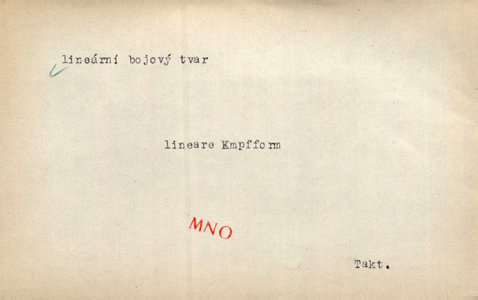 lineární bojový tvar
lineare Kmpfform
MNO
Takt.